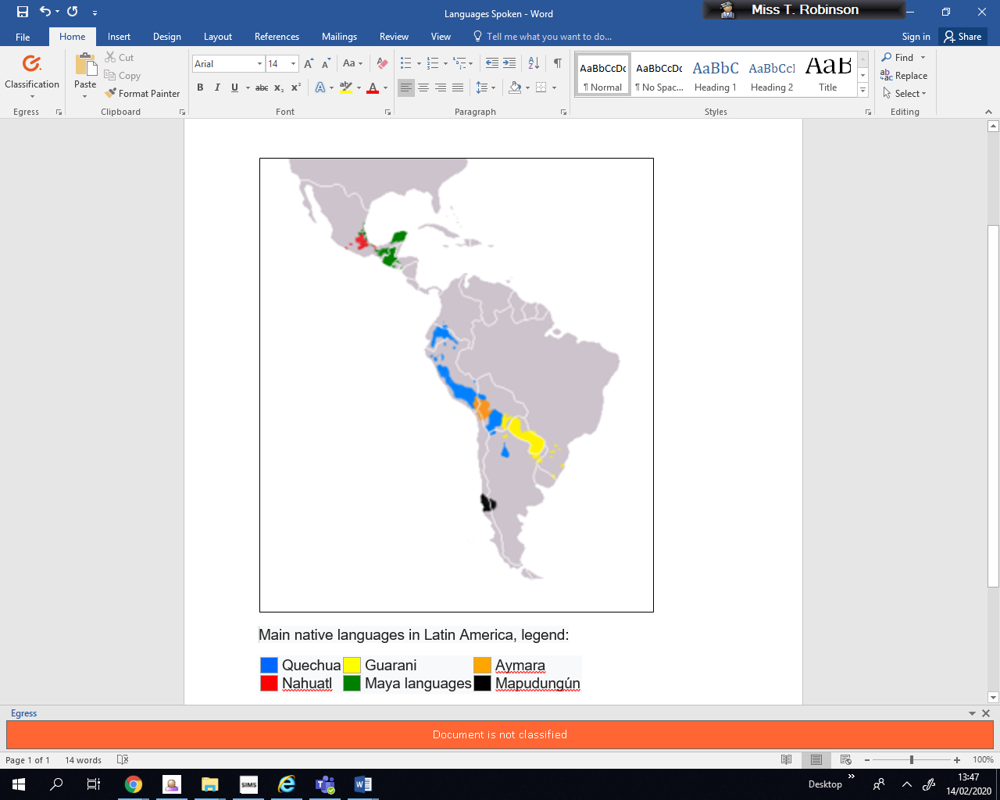 Languages Spoken - Word
Miss T. Robinson
File Home Insert Design Layout References Mailings Review View Tell me what you want to do... Sign in Share
Classification
Egress
Paste
Cut
Copy
Format Painter
Clipboard
Arial 14
Font
Paragraph
AaBbCcDc AaBbCcDc AaBbC AaBbCcI AaB
¶ Normal ¶ No Spac... Heading 1 Heading 2 Title
Styles
Find
Replace
Select
Editing
Main native languages in Latin America, legend:
Quechua Guarani Aymara
Nahuatl Maya languages Mapudungún
Egress
Document is not classified
Page 1 of 1 14 words 100%
SIMS
Desktop
13:47
14/02/2020